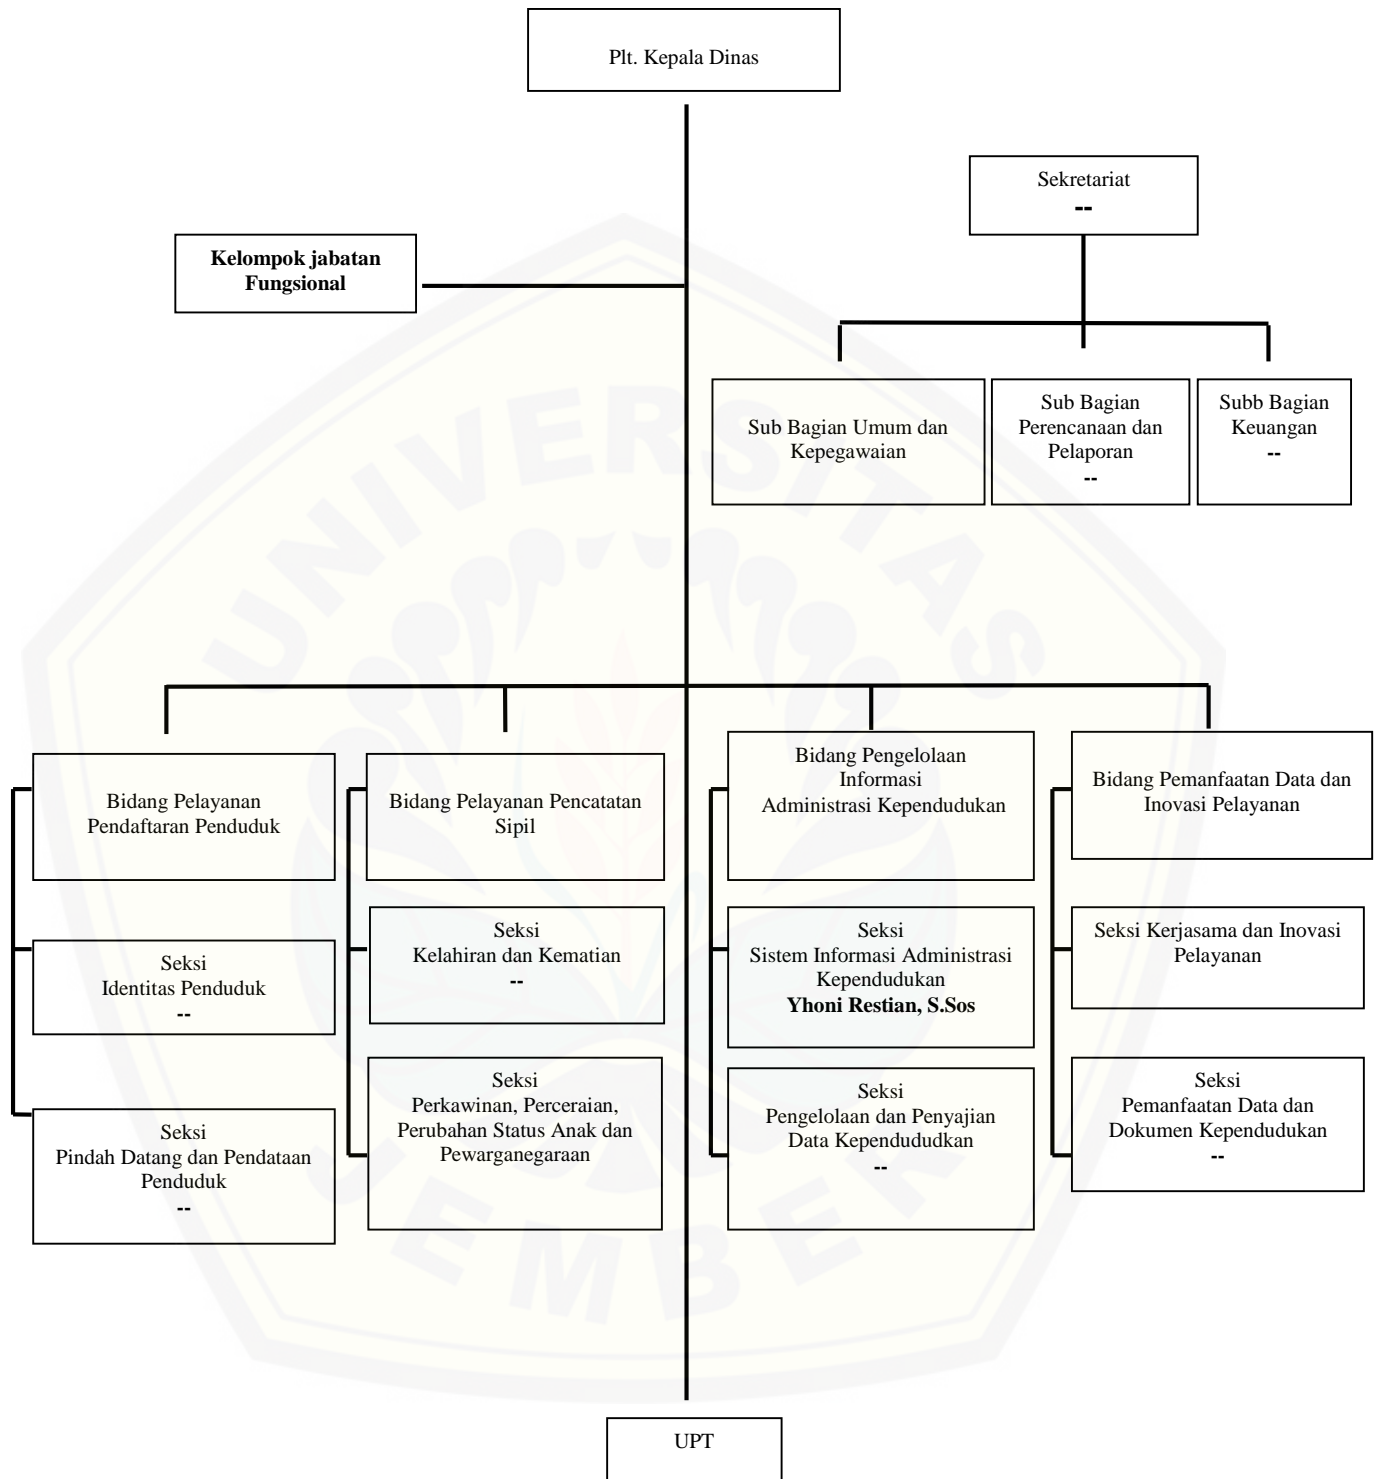 Plt. Kepala Dinas
Sekretariat
--
Kelompok jabatan
Fungsional
Sub Bagian Umum dan
Kepegawaian
Sub Bagian
Perencanaan dan
Pelaporan
--
Subb Bagian
Keuangan
--
Bidang Pelayanan
Pendaftaran Penduduk
Bidang Pelayanan Pencatatan
Sipil
Bidang Pengelolaan
Informasi
Administrasi Kependudukan
Bidang Pemanfaatan Data dan
Inovasi Pelayanan
Seksi
Identitas Penduduk
--
Seksi
Kelahiran dan Kematian
--
Seksi
Sistem Informasi Administrasi
Kependudukan
Yhoni Restian, S.Sos
Seksi Kerjasama dan Inovasi
Pelayanan
Seksi
Pindah Datang dan Pendataan
Penduduk
--
Seksi
Perkawinan, Perceraian,
Perubahan Status Anak dan
Pewarganegaraan
Seksi
Pengelolaan dan Penyajian
Data Kependududkan
--
Seksi
Pemanfaatan Data dan
Dokumen Kependudukan
--
UPT
UNIVERSITAS
JEMBER